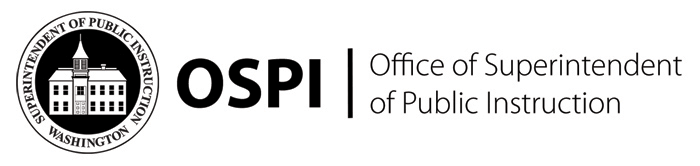 SUPERINTENDENT OF PUBLIC INSTRUCTION
WASHINGTON
OSPI
Office of Superintendent
of Public Instruction